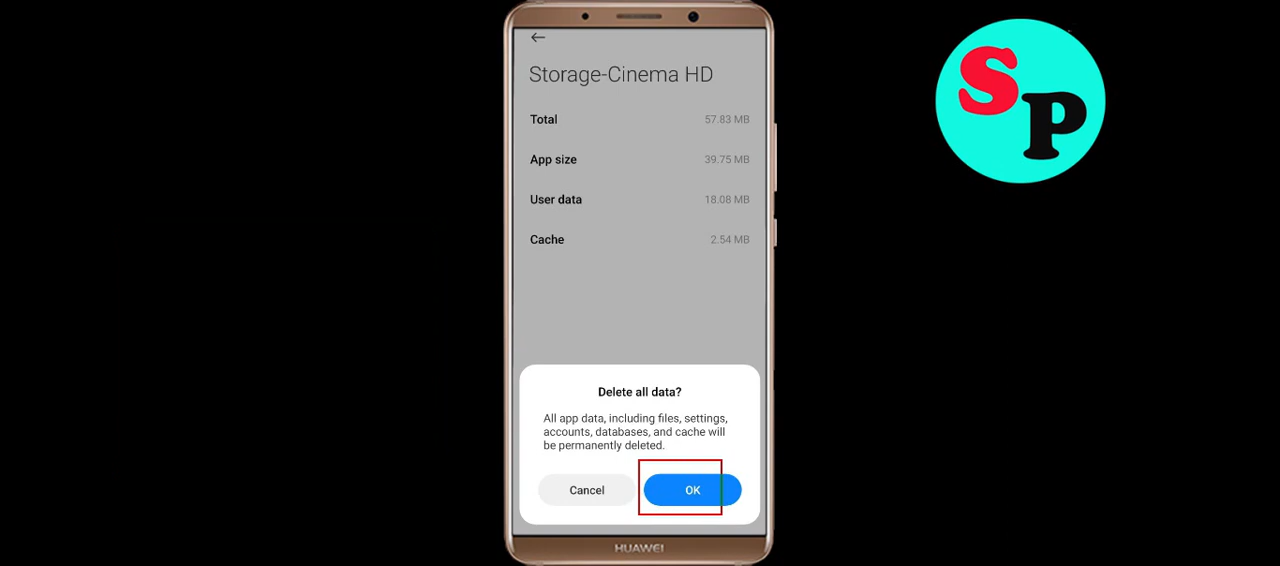 Storage-Cinema HD
Total 57.83 MB
App size 39.75 MB
User data 18.08 MB
Cache 2.54 MB
Delete all data?
All app data, including files, settings,
accounts, databases, and cache will
be permanently deleted.
Cancel OK
HUAWEI
SP